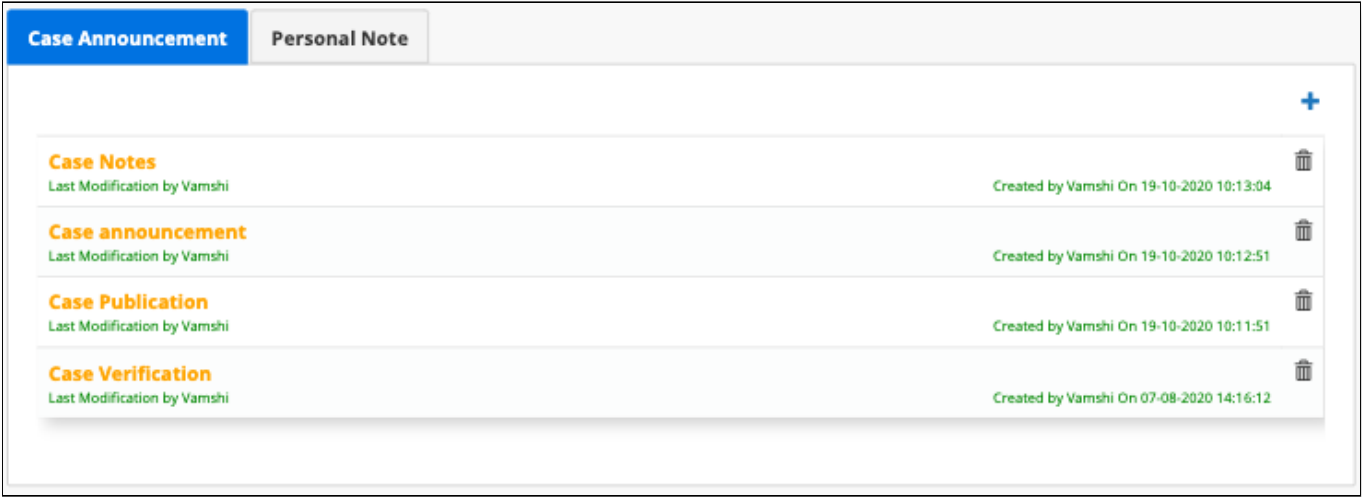 Case Announcement Personal Note
Case Notes
Last Modification by Vamshi Created by Vamshi On 19-10-2020 10:13:04
Case announcement
Last Modification by Vamshi Created by Vamshi On 19-10-2020 10:12:51
Case Publication
Last Modification by Vamshi Created by Vamshi On 19-10-2020 10:11:51
Case Verification
Last Modification by Vamshi Created by Vamshi On 07-08-2020 14:16:12